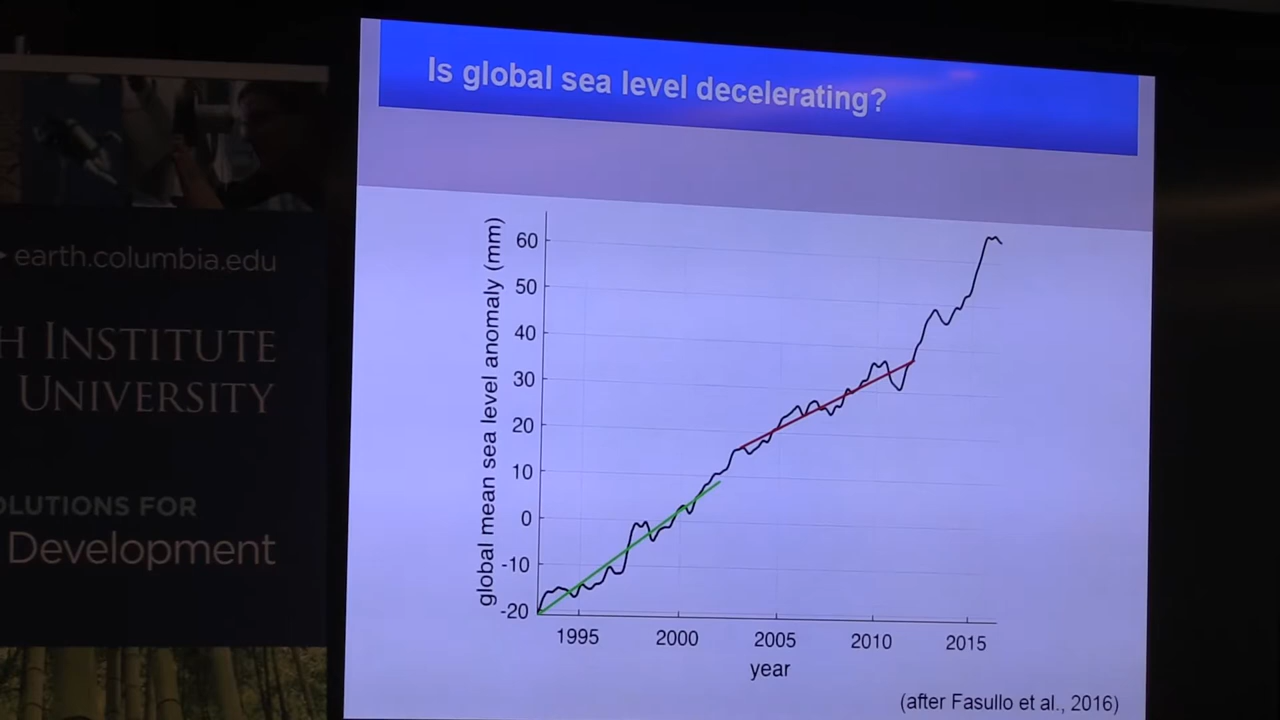 Is global sea level decelerating?
earth.columbia.edu
H INSTITUTE
UNIVERSITY
OLUTIONS FOR
Development
global mean sea level anomaly (mm)
60
50
40
30
20
10
0
-10
-20
1995 2000 2005 2010 2015
year
(after Fasullo et al., 2016)